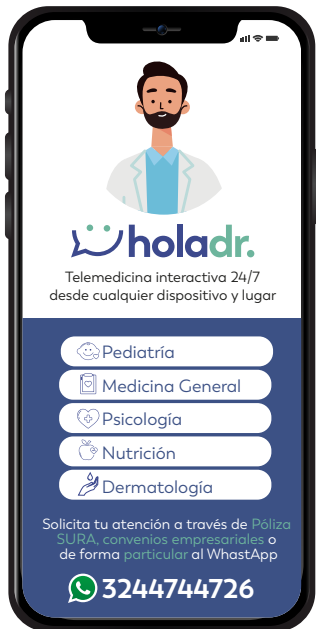 holadr.
Telemedicina interactiva 24/7
desde cualquier dispositivo y lugar
Pediatría
Medicina General
Psicología
Nutrición
Dermatología
Solicita tu atención a través de Póliza
SURA, convenios empresariales o
de forma particular al WhastApp
3244744726